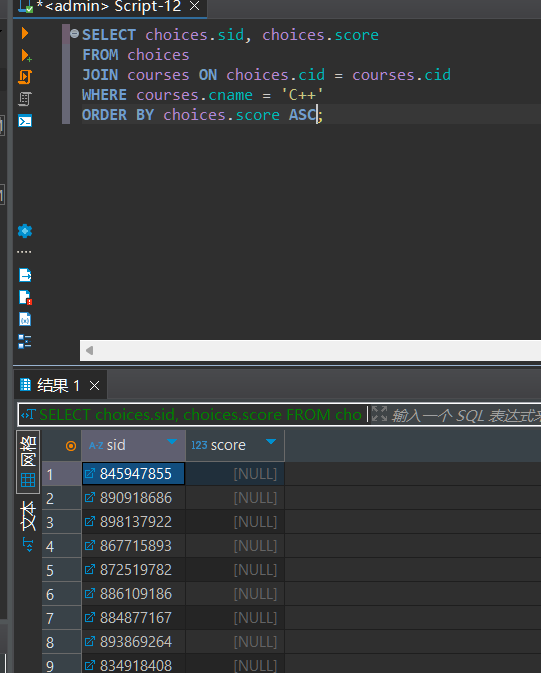 *<admin> Script-12
SELECT choices.sid, choices.score
FROM choices
JOIN courses ON choices.cid = courses.cid
WHERE courses.cname = 'C++'
ORDER BY choices.score ASC;
结果 1
SELECT choices.sid, choices.score FROM cho
输入一个 SQL 表达式来
网格
文本
A-Z sid 123 score
1 845947855 [NULL]
2 890918686 [NULL]
3 898137922 [NULL]
4 867715893 [NULL]
5 872519782 [NULL]
6 886109186 [NULL]
7 884877167 [NULL]
8 893869264 [NULL]
9 834918408 [NULL]